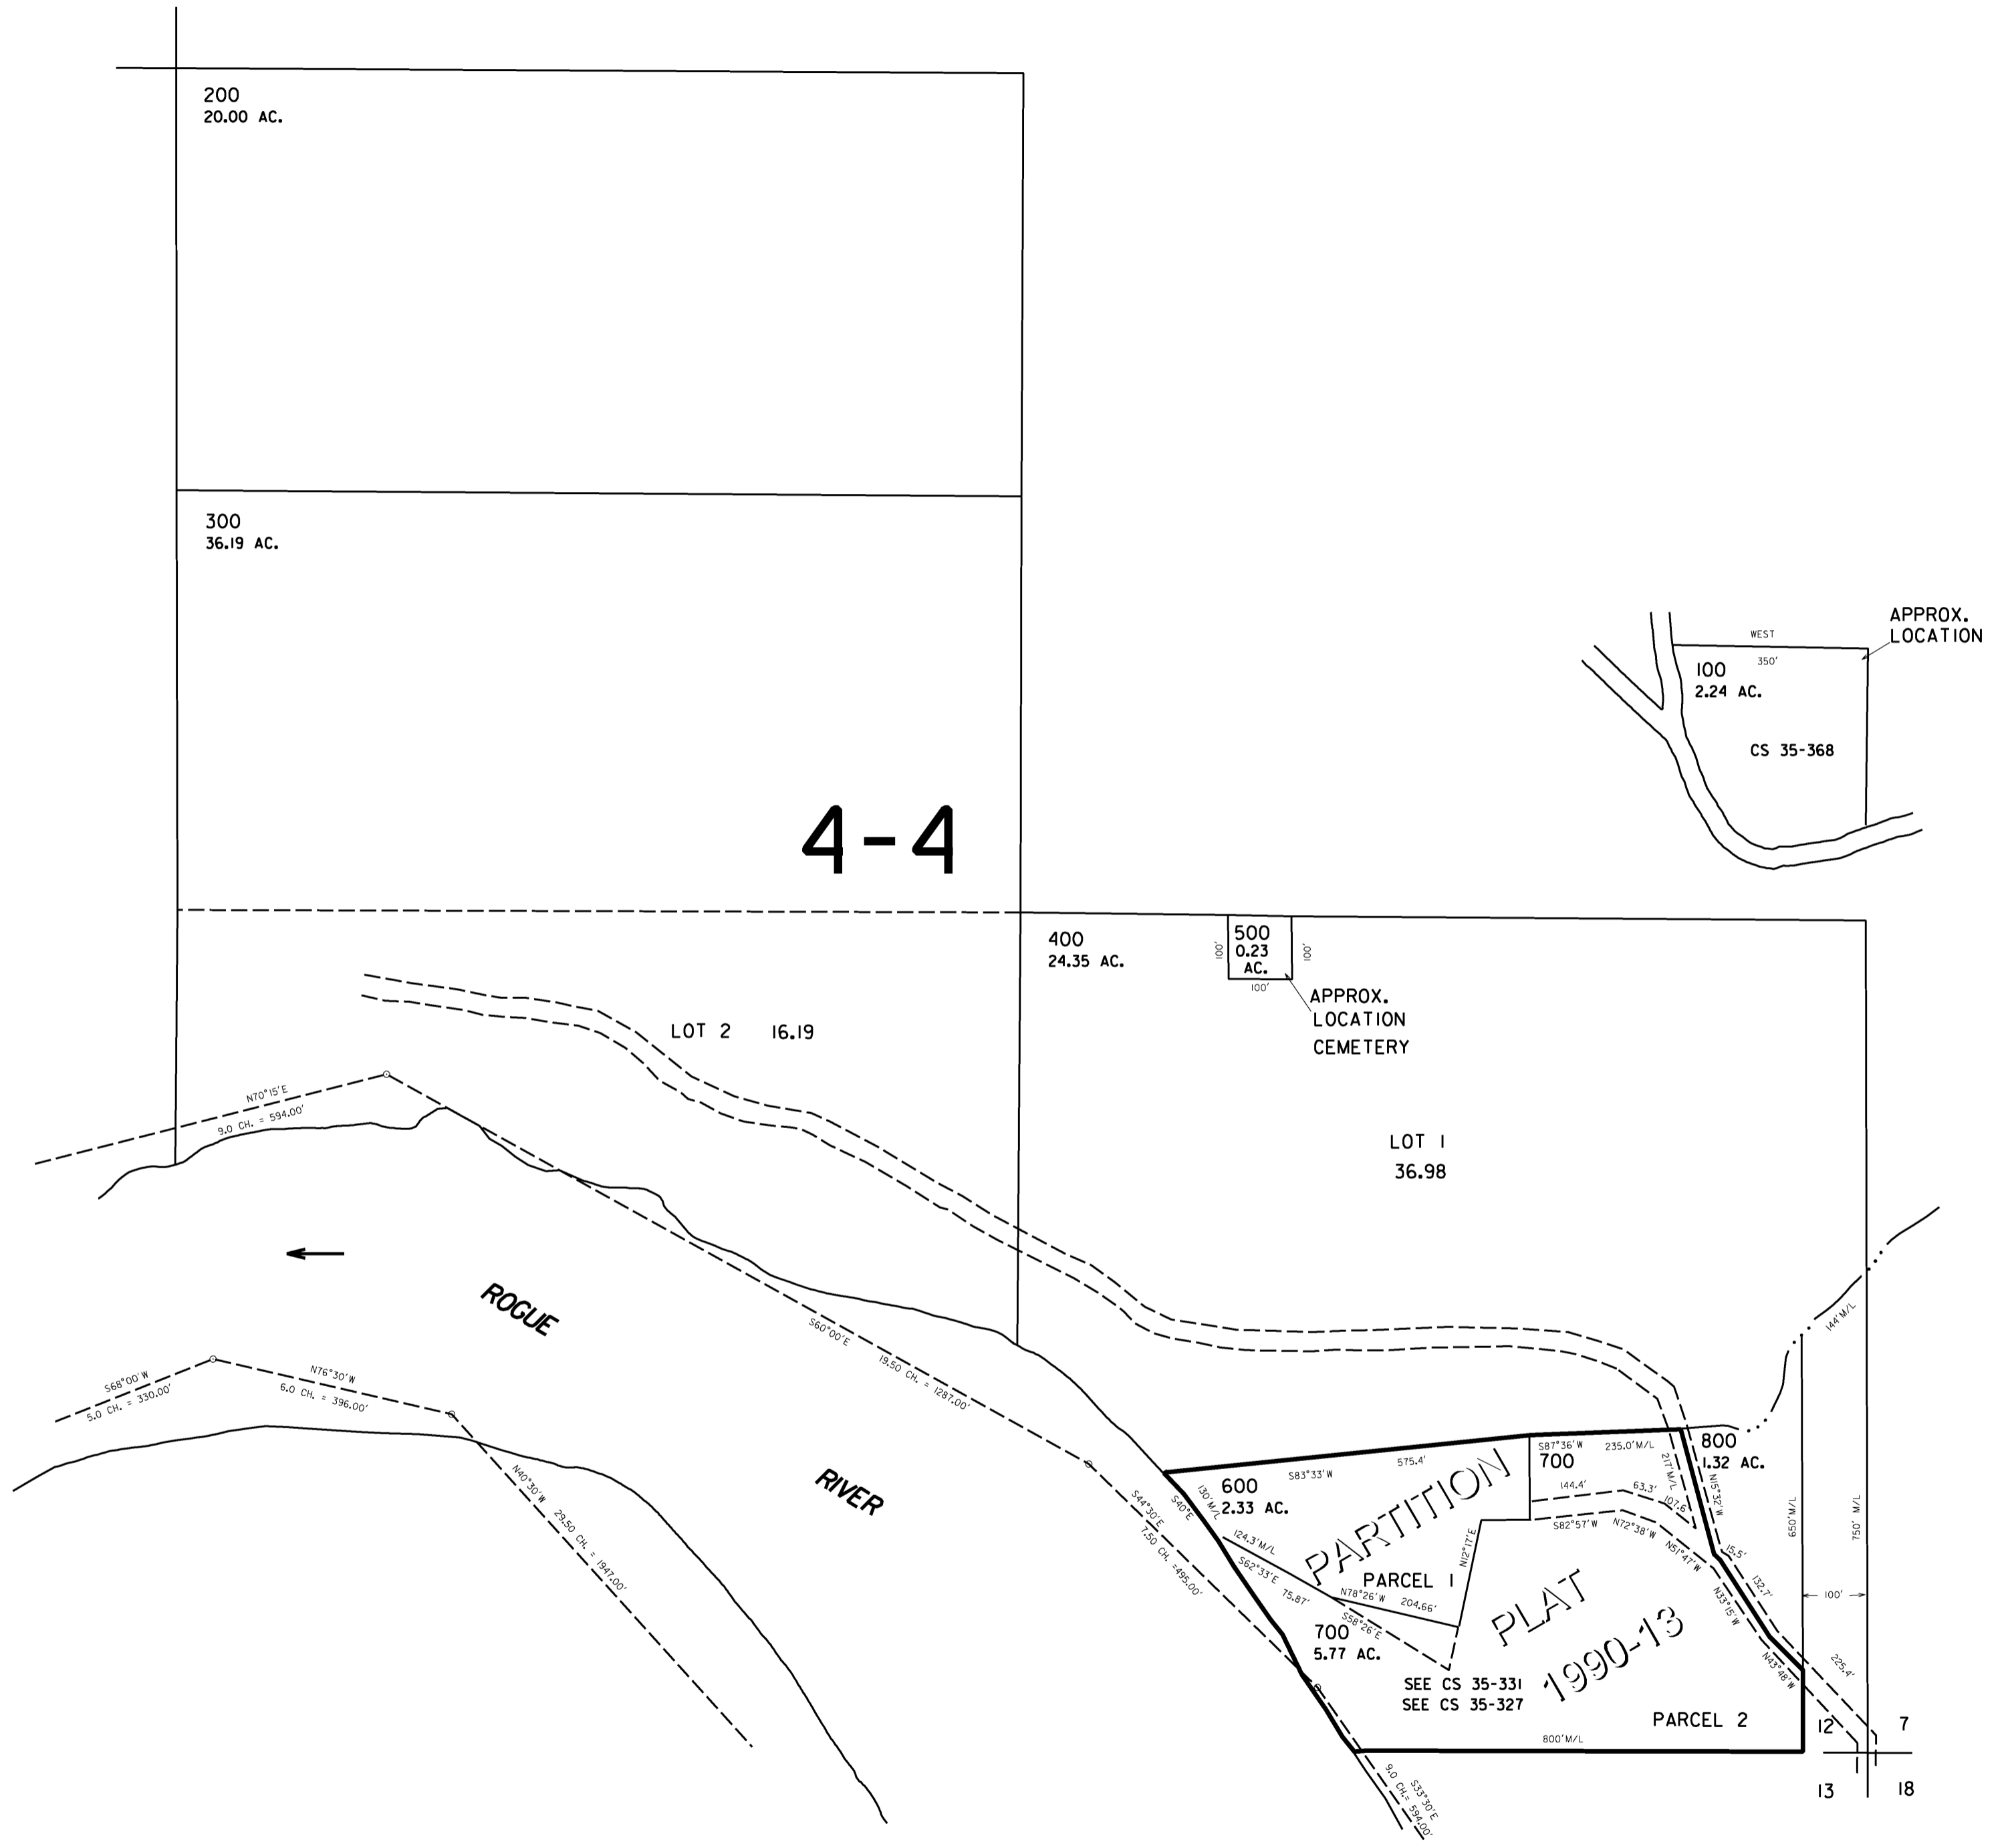 200
20.00 AC.
300
36.19 AC.
4-4
APPROX.
LOCATION
WEST
350'
100
2.24 AC.
CS 35-368
400
24.35 AC.
100'
500
0.23
AC.
100'
100'
APPROX.
LOCATION
CEMETERY
LOT 2 16.19
LOT 1
36.98
N70°15'E
9.0 CH. = 594.00'
ROGUE
RIVER
S60°00'E
19.50 CH. = 1287.00'
S68°00'W
5.0 CH. = 330.00'
N76°30'W
6.0 CH. = 396.00'
N40°30'W 29.50 CH. = 1947.00'
S44°30'E
7.50 CH. =495.00'
144' M/L
S83°33'W 575.4'
S87°36'W 235.0'M/L
700
800
1.32 AC.
600
2.33 AC.
130' M/L
S40°E
217'M/L
N15°32'W
144.4'
63.3'
107.6'
S82°57'W
N72°38'W
N51°47'W
15.5'
132.7'
N33°15'W
N43°48'W
225.4'
650'M/L
750' M/L
100'
124.3'M/L
S62°33'E 75.87'
PARTITION
PLAT
1990-13
PARCEL 1
N12°17'E
N78°26'W 204.66'
S58°26'E
700
5.77 AC.
SEE CS 35-331
SEE CS 35-327
PARCEL 2
800'M/L
12
7
13
18
S33°30'E
9.0 CH.= 594.00'